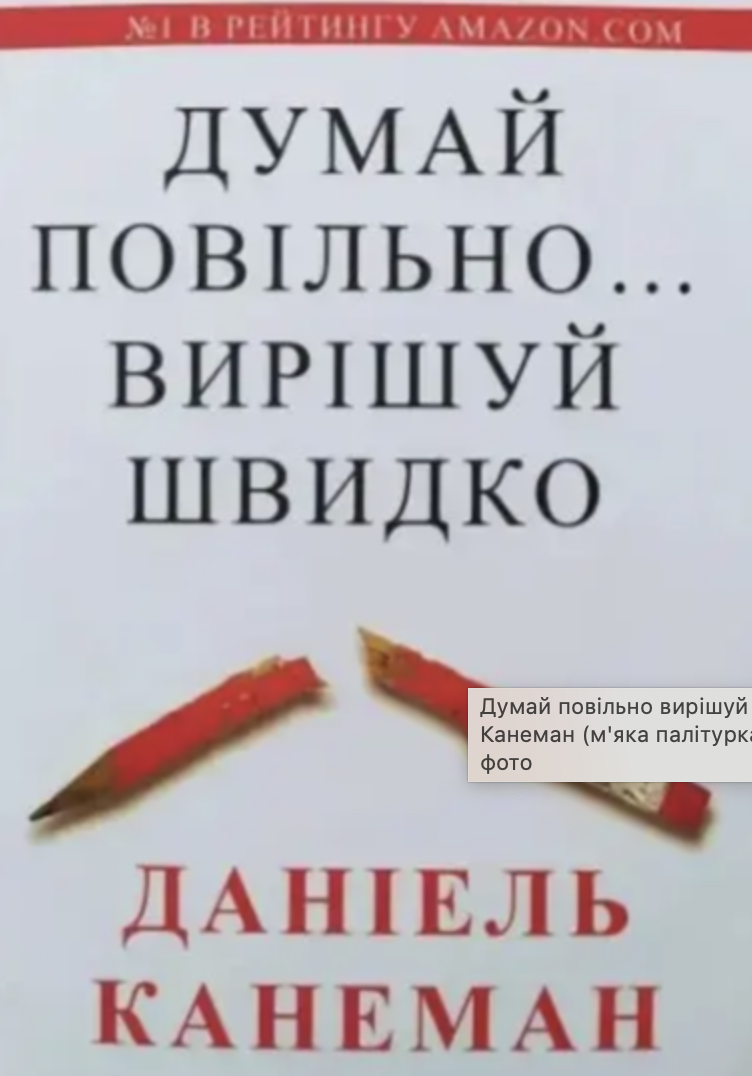 №1 В РЕЙТИНГУ AMAZON.COM
ДУМАЙ
ПОВІЛЬНО...
ВИРІШУЙ
ШВИДКО
Думай повільно вирішуй
Канеман (м'яка палітурка
фото
ДАНІЕЛЬ
КАНЕМАН